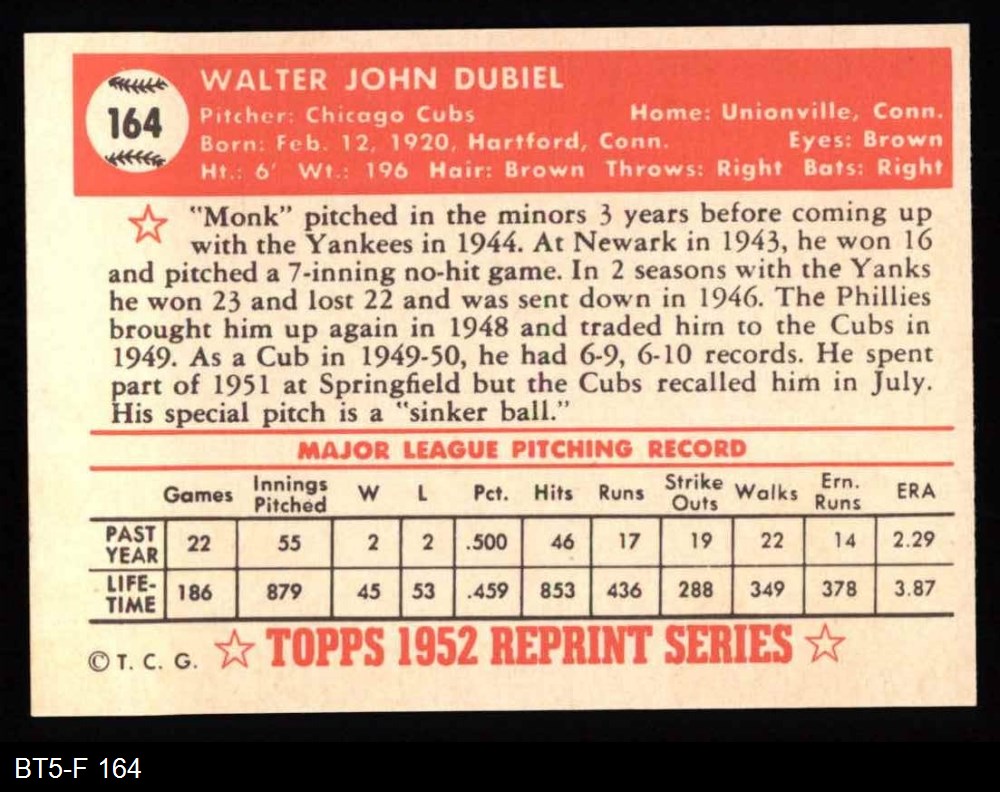 WALTER JOHN DUBIEL
164
Pitcher: Chicago Cubs Home: Unionville, Conn.
Born: Feb. 12, 1920, Hartford, Conn. Eyes: Brown
Ht.: 6' Wt.: 196 Hair: Brown Throws: Right Bats: Right
"Monk" pitched in the minors 3 years before coming up
with the Yankees in 1944. At Newark in 1943, he won 16
and pitched a 7-inning no-hit game. In 2 seasons with the Yanks
he won 23 and lost 22 and was sent down in 1946. The Phillies
brought him up again in 1948 and traded him to the Cubs in
1949. As a Cub in 1949-50, he had 6-9, 6-10 records. He spent
part of 1951 at Springfield but the Cubs recalled him in July.
His special pitch is a "sinker ball."
MAJOR LEAGUE PITCHING RECORD
Games Innings Pitched W L Pct. Hits Runs Strike Outs Walks Ern. Runs ERA
PAST YEAR 22 55 2 2 .500 46 17 19 22 14 2.29
LIFE-TIME 186 879 45 53 .459 853 436 288 349 378 3.87
© T. C. G. TOPPS 1952 REPRINT SERIES
BT5-F 164